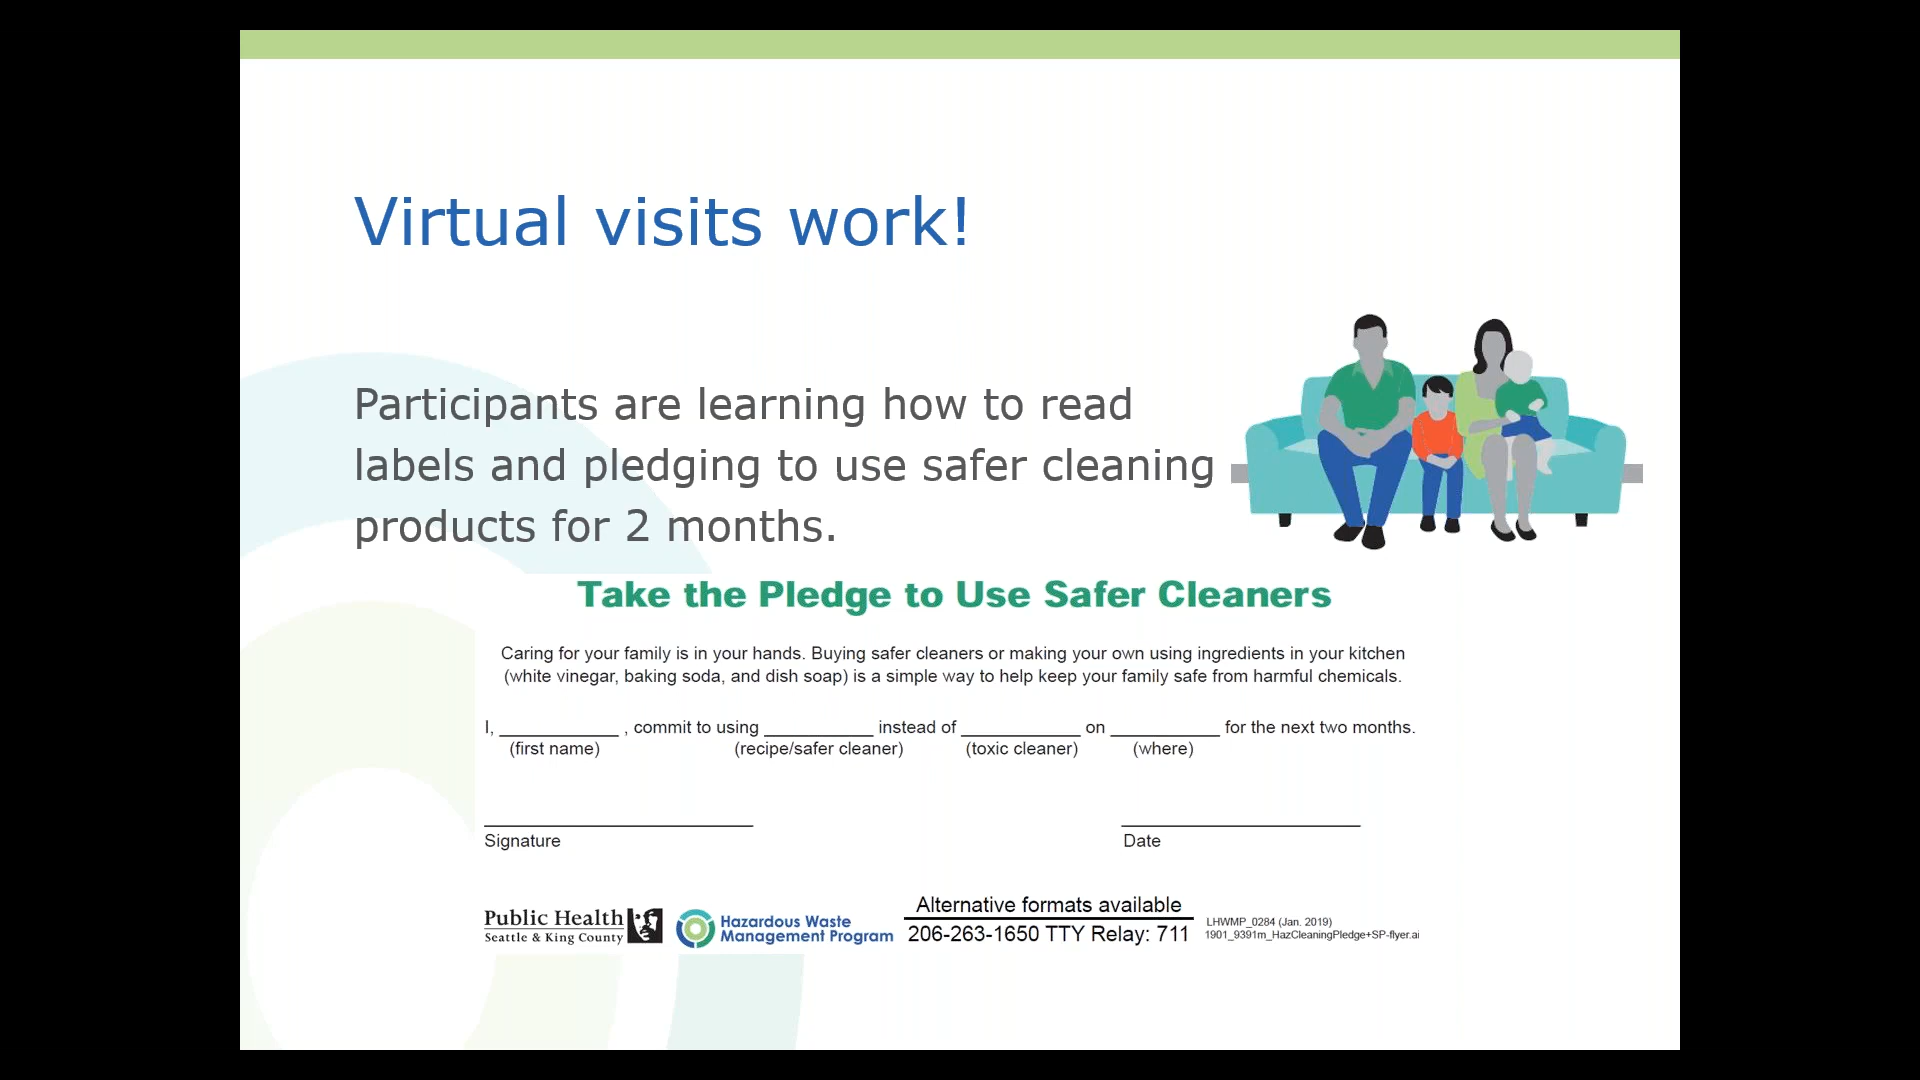 Virtual visits work!
Participants are learning how to read
labels and pledging to use safer cleaning
products for 2 months.
Take the Pledge to Use Safer Cleaners
Caring for your family is in your hands. Buying safer cleaners or making your own using ingredients in your kitchen
(white vinegar, baking soda, and dish soap) is a simple way to help keep your family safe from harmful chemicals.
I, ____________ , commit to using ___________ instead of ____________ on ___________ for the next two months.
(first name) (recipe/safer cleaner) (toxic cleaner) (where)
Signature Date
Public Health
Seattle & King County
Hazardous Waste
Management Program
Alternative formats available
206-263-1650 TTY Relay: 711
LHWMP_0284 (Jan. 2019)
1901_9391m_HazCleaningPledge+SP-flyer.ai